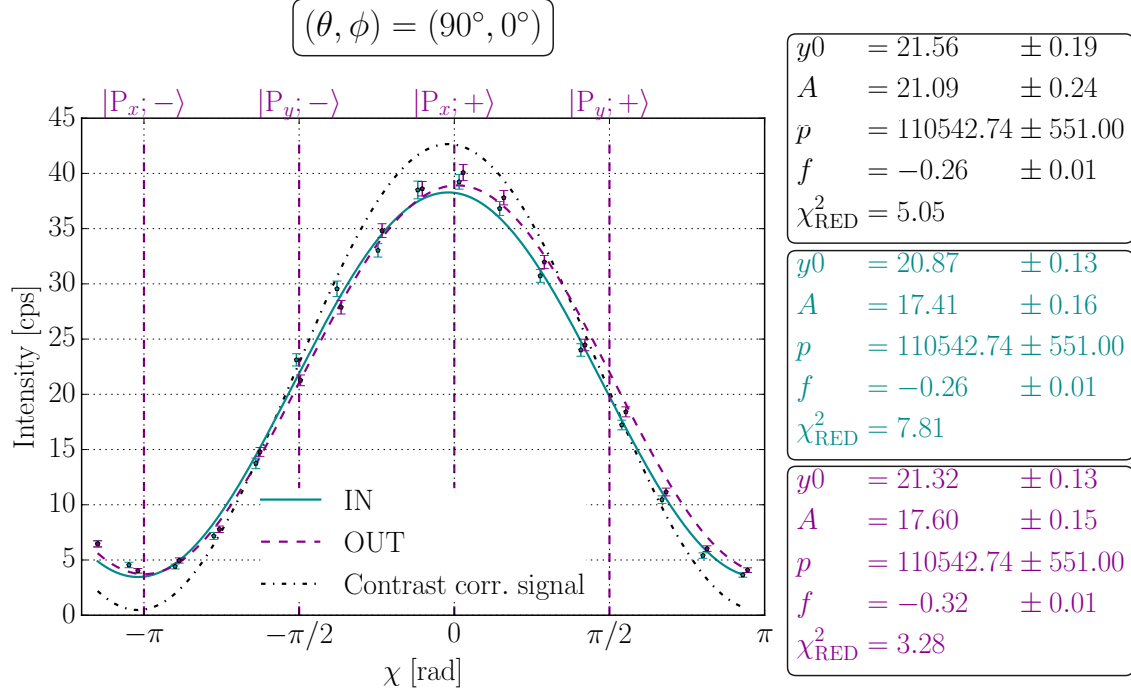 (θ, ϕ) = (90°, 0°)
|Pₓ; −⟩ |P_y; −⟩ |Pₓ; +⟩ |P_y; +⟩
45
40
35
30
25
20
15
10
5
0
Intensity [cps]
−π −π/2 0 π/2 π
χ [rad]
IN
OUT
Contrast corr. signal
y0 = 21.56 ± 0.19
A = 21.09 ± 0.24
p = 110542.74 ± 551.00
f = −0.26 ± 0.01
χ²_RED = 5.05
y0 = 20.87 ± 0.13
A = 17.41 ± 0.16
p = 110542.74 ± 551.00
f = −0.26 ± 0.01
χ²_RED = 7.81
y0 = 21.32 ± 0.13
A = 17.60 ± 0.15
p = 110542.74 ± 551.00
f = −0.32 ± 0.01
χ²_RED = 3.28